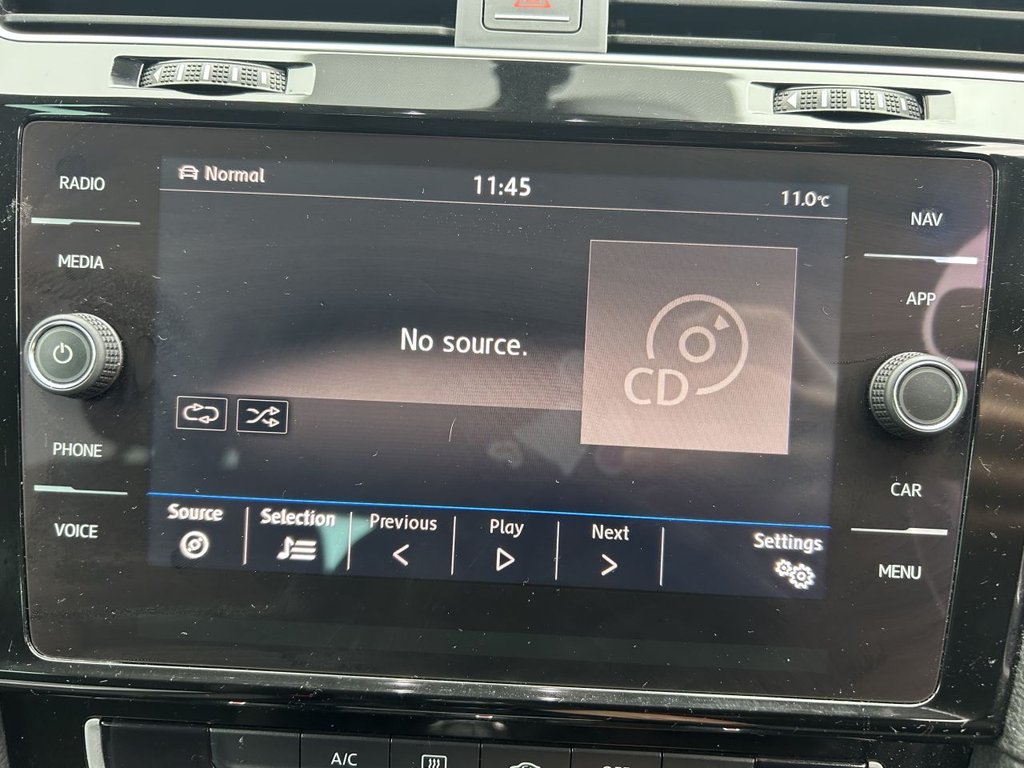 Normal
11:45
11.0°C
RADIO
MEDIA
PHONE
VOICE
No source.
CD
NAV
APP
CAR
MENU
Source
Selection
Previous
Play
Next
Settings
A/C